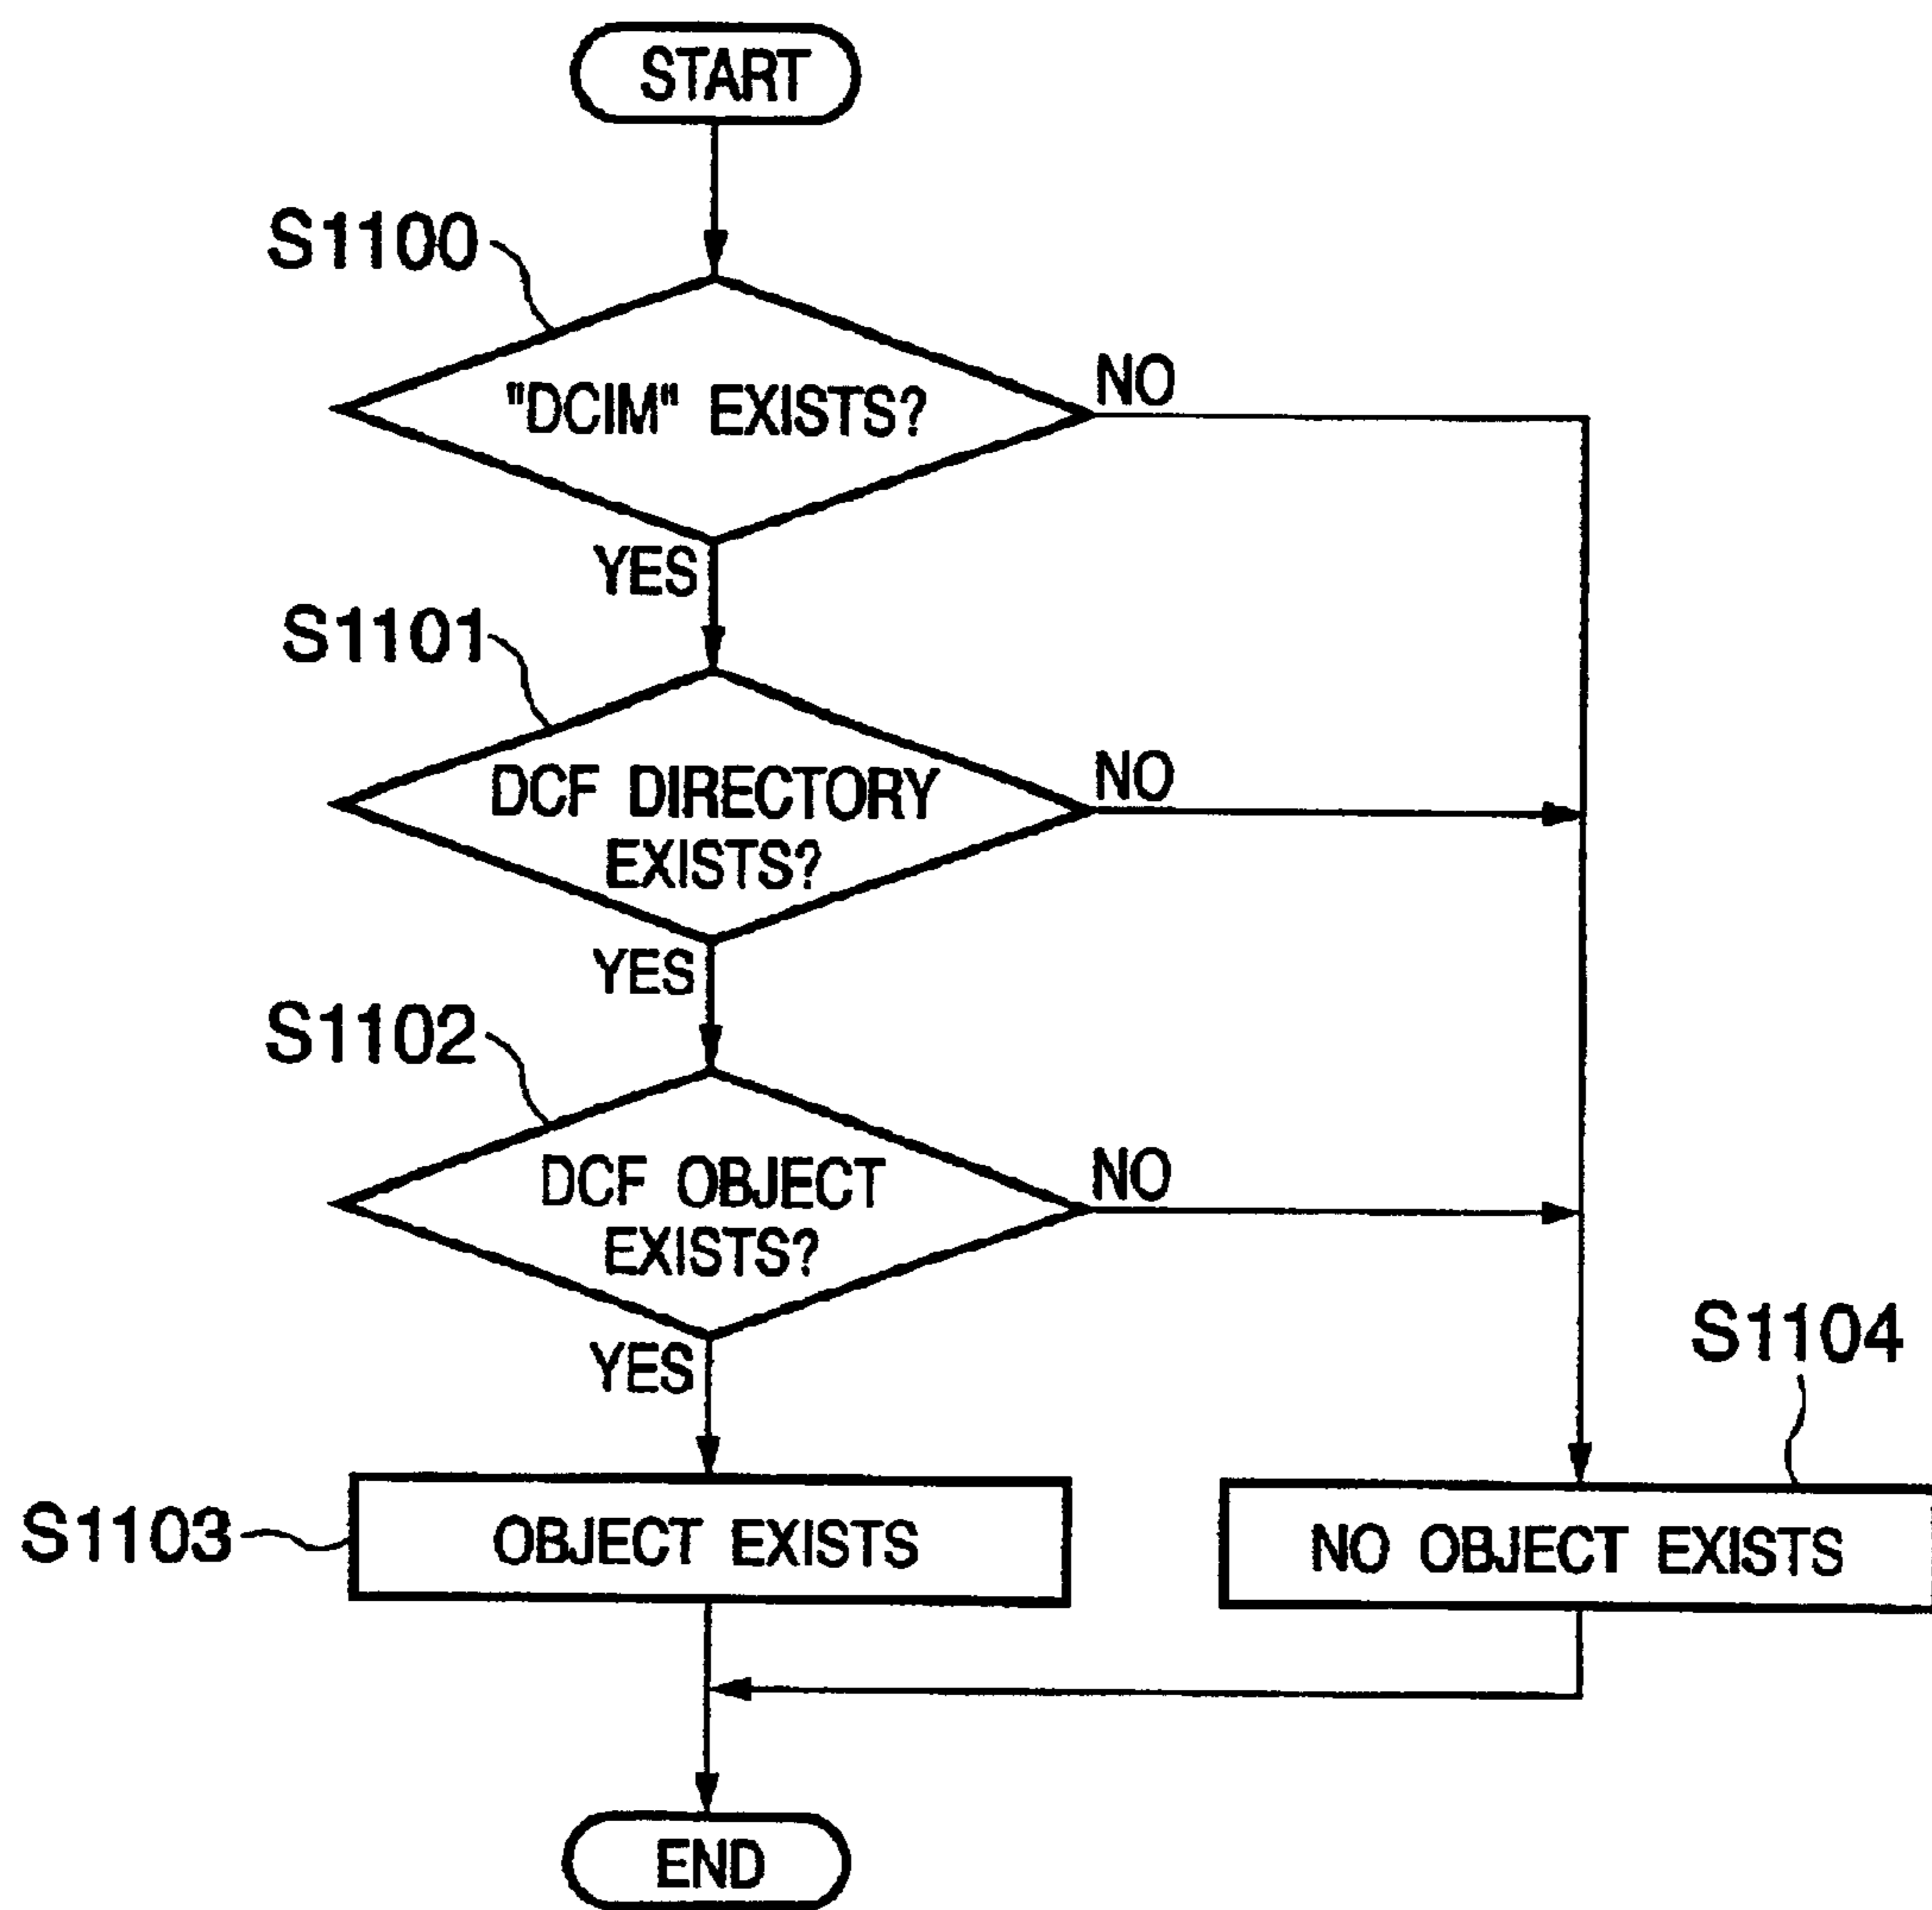 START
S1100
"DCIM" EXISTS?
NO
YES
S1101
DCF DIRECTORY
EXISTS?
NO
YES
S1102
DCF OBJECT
EXISTS?
NO
YES
S1104
S1103
OBJECT EXISTS
NO OBJECT EXISTS
END